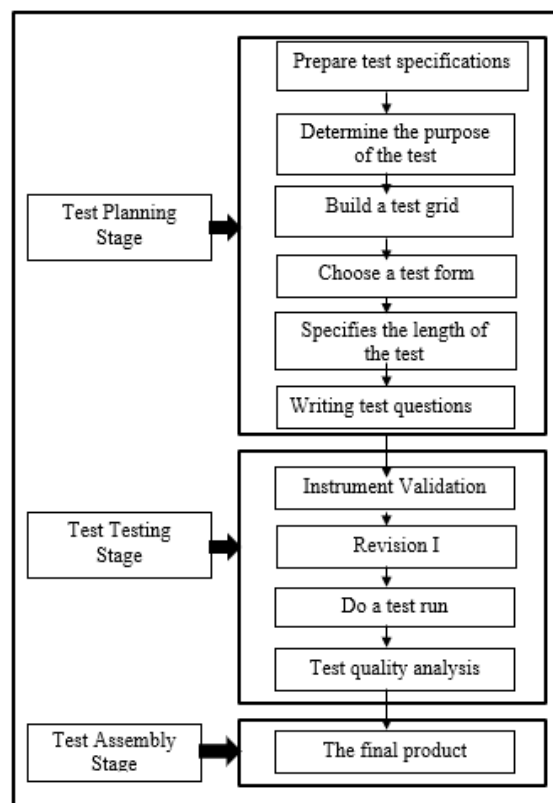 Prepare test specifications
Determine the purpose
of the test
Test Planning
Stage
Build a test grid
Choose a test form
Specifies the length of
the test
Writing test questions
Instrument Validation
Test Testing
Stage
Revision I
Do a test run
Test quality analysis
Test Assembly
Stage
The final product